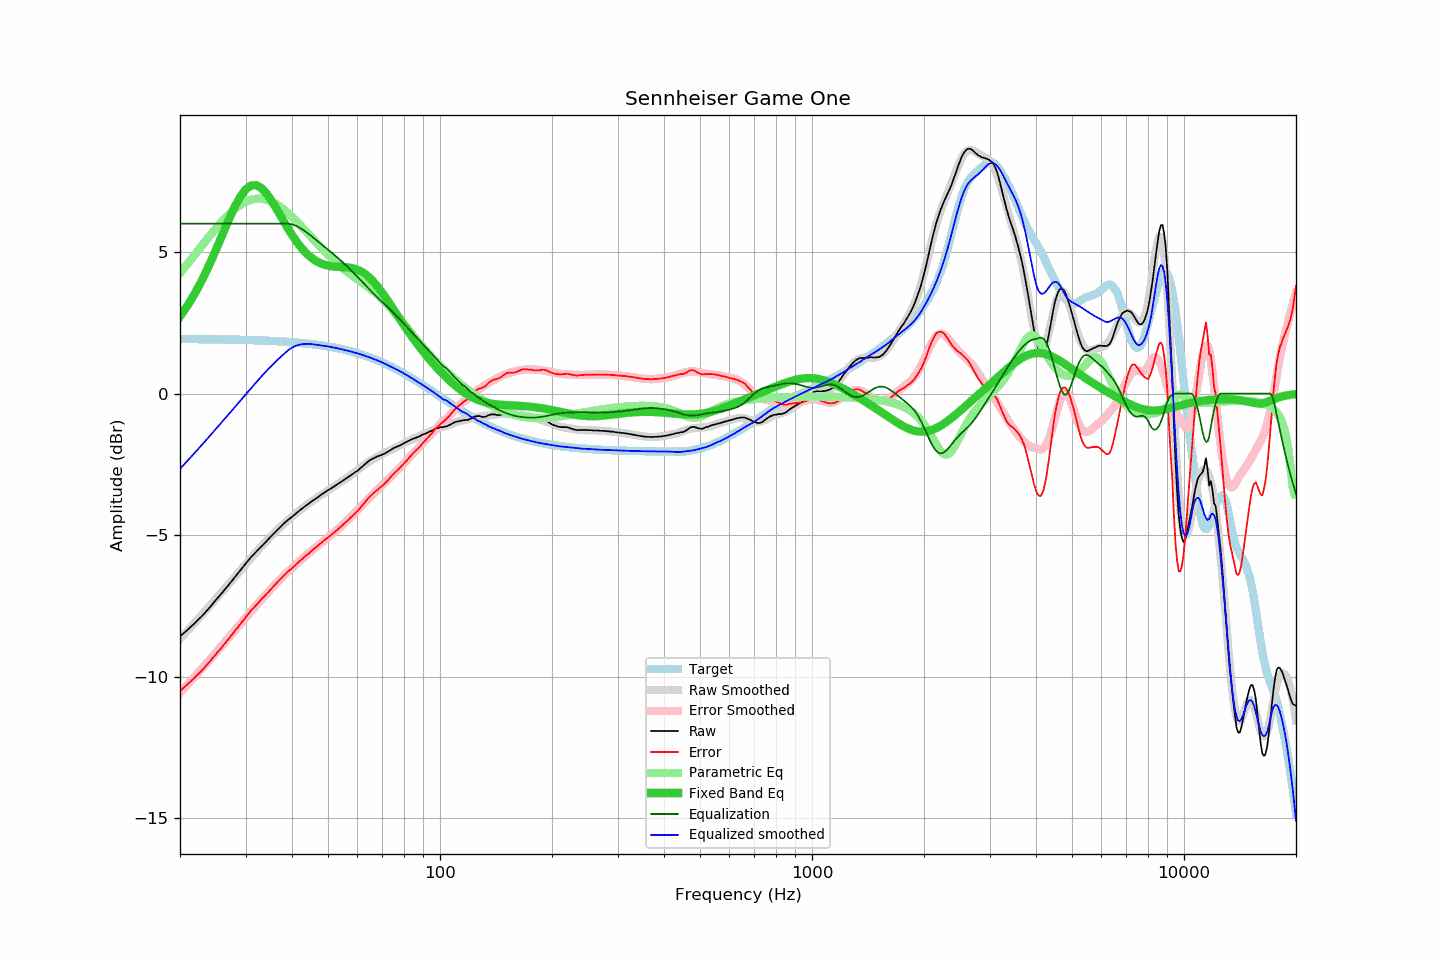 Sennheiser Game One
Amplitude (dBr)
5
0
−5
−10
−15
100
1000
10000
Frequency (Hz)
Target
Raw Smoothed
Error Smoothed
Raw
Error
Parametric Eq
Fixed Band Eq
Equalization
Equalized smoothed